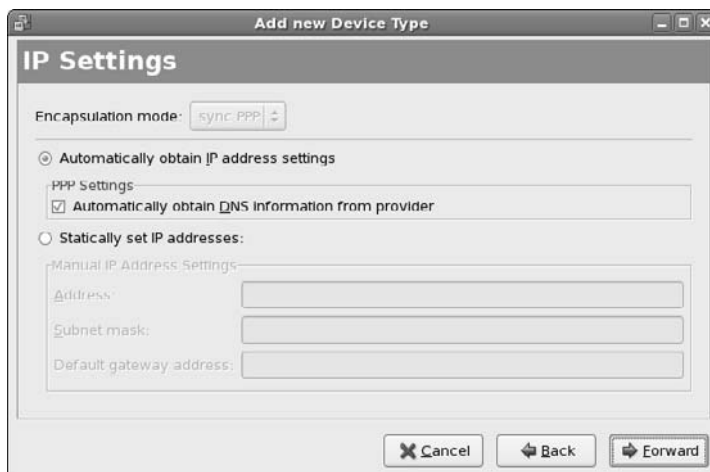 Add new Device Type
IP Settings
Encapsulation mode: sync PPP
Automatically obtain IP address settings
PPP Settings
Automatically obtain DNS information from provider
Statically set IP addresses:
Manual IP Address Settings
Address:
Subnet mask:
Default gateway address:
Cancel Back Forward